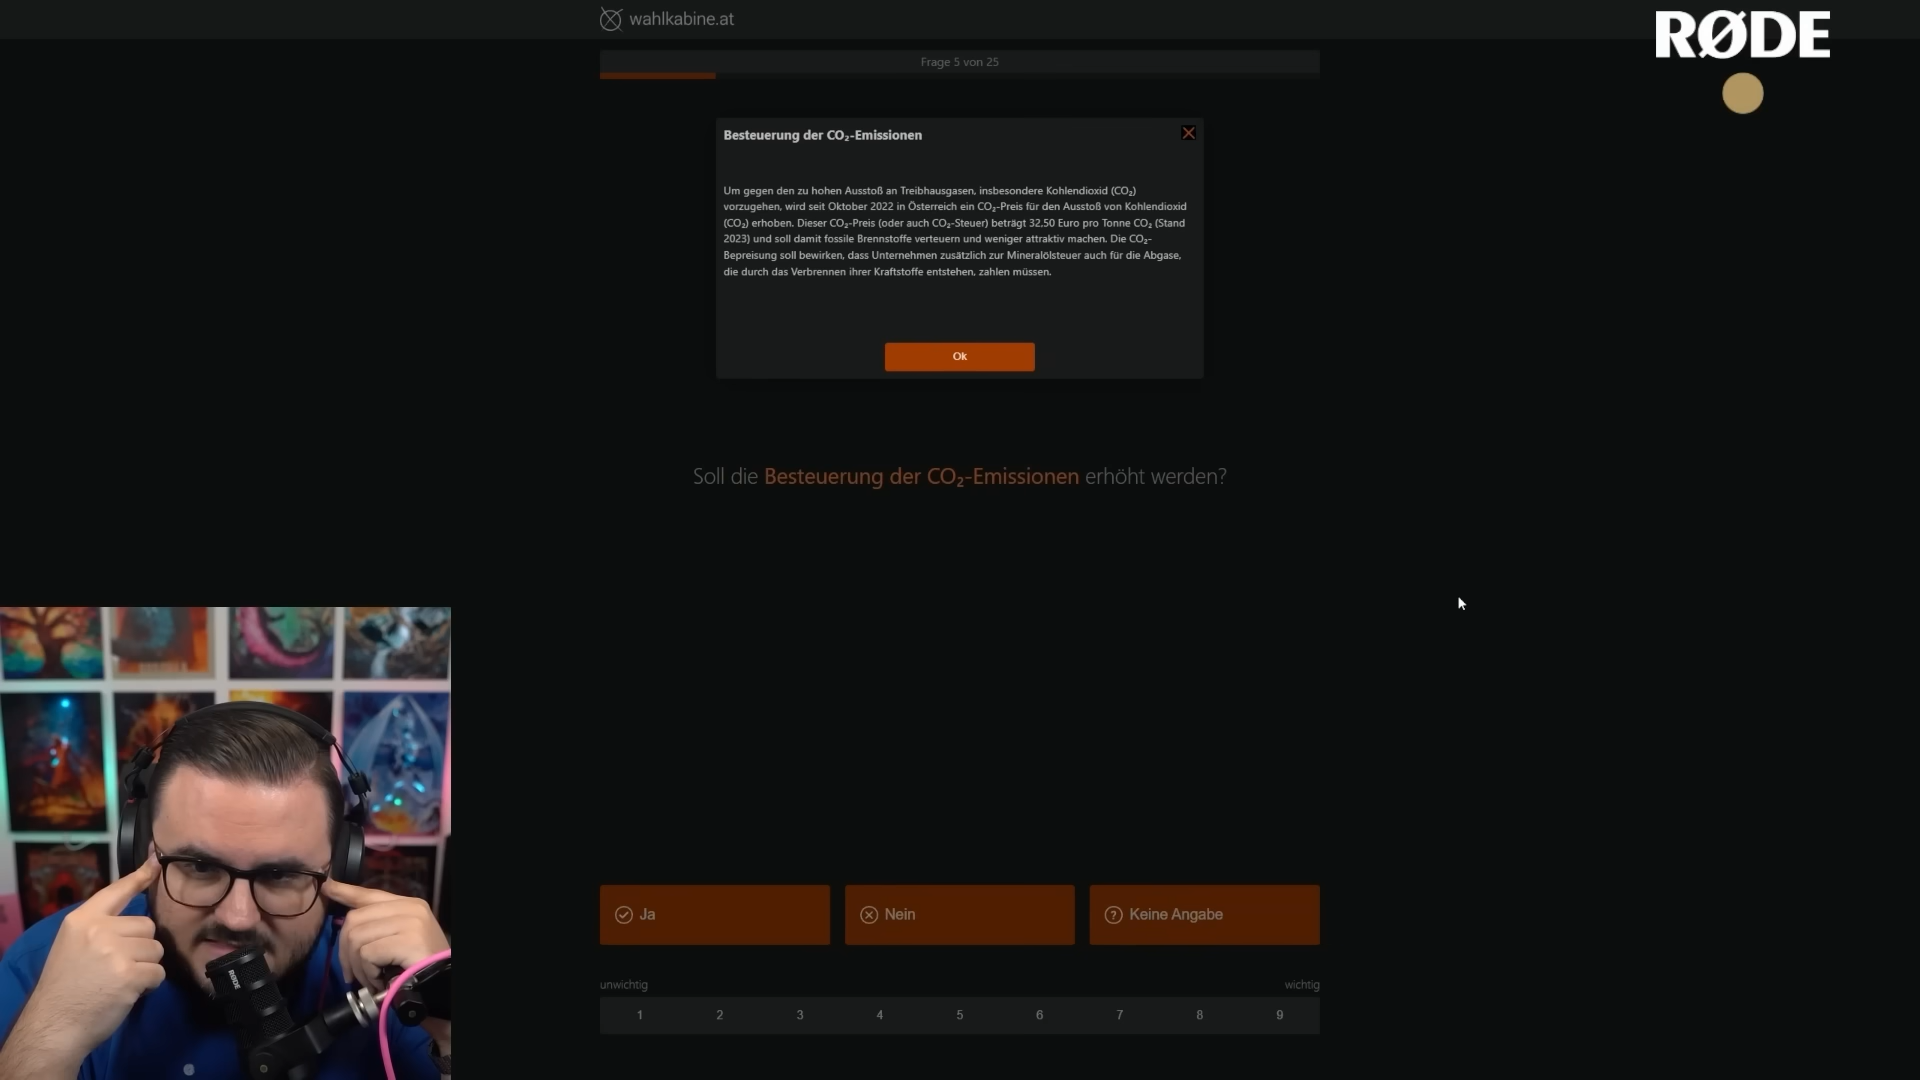 wahlkabine.at
RØDE
Frage 5 von 25
Besteuerung der CO₂-Emissionen
Um gegen den zu hohen Ausstoß an Treibhausgasen, insbesondere Kohlendioxid (CO₂)
vorzugehen, wird seit Oktober 2022 in Österreich ein CO₂-Preis für den Ausstoß von Kohlendioxid
(CO₂) erhoben. Dieser CO₂-Preis (oder auch CO₂-Steuer) beträgt 32,50 Euro pro Tonne CO₂ (Stand
2023) und soll damit fossile Brennstoffe verteuern und weniger attraktiv machen. Die CO₂-
Bepreisung soll bewirken, dass Unternehmen zusätzlich zur Mineralölsteuer auch für die Abgase,
die durch das Verbrennen ihrer Kraftstoffe entstehen, zahlen müssen.
Ok
Soll die Besteuerung der CO₂-Emissionen erhöht werden?
Ja
Nein
Keine Angabe
unwichtig
wichtig
1 2 3 4 5 6 7 8 9
RØDE